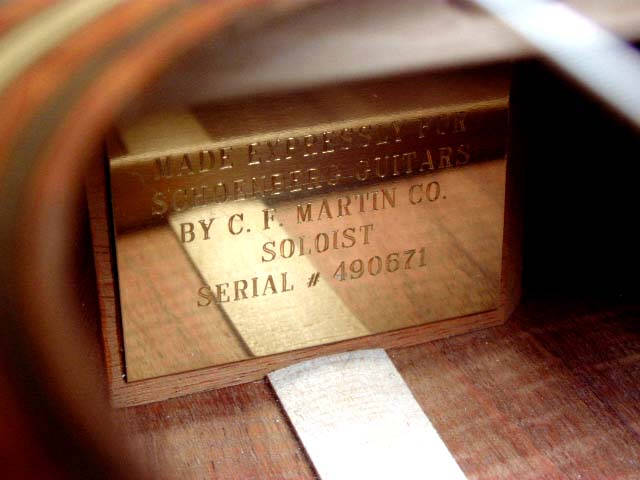 MADE EXPRESSLY FOR
SCHOENBERG GUITARS
BY C. F. MARTIN CO.
SOLOIST
SERIAL # 490671